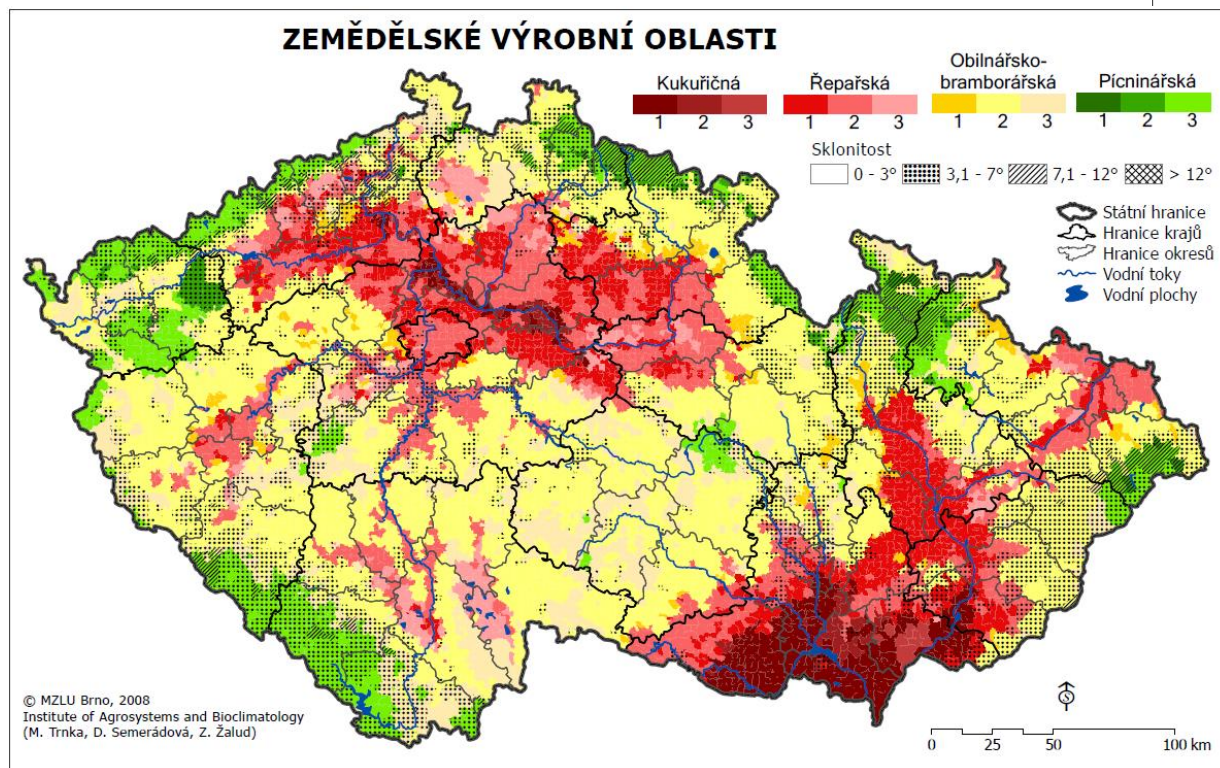 ZEMĚDĚLSKÉ VÝROBNÍ OBLASTI
Kukuřičná
1 2 3
Řepařská
1 2 3
Obilnářsko-
bramborářská
1 2 3
Pícninářská
1 2 3
Sklonitost
0 - 3° 3,1 - 7° 7,1 - 12° > 12°
Státní hranice
Hranice krajů
Hranice okresů
Vodní toky
Vodní plochy
© MZLU Brno, 2008
Institute of Agrosystems and Bioclimatology
(M. Trnka, D. Semerádová, Z. Žalud)
S
0 25 50 100 km